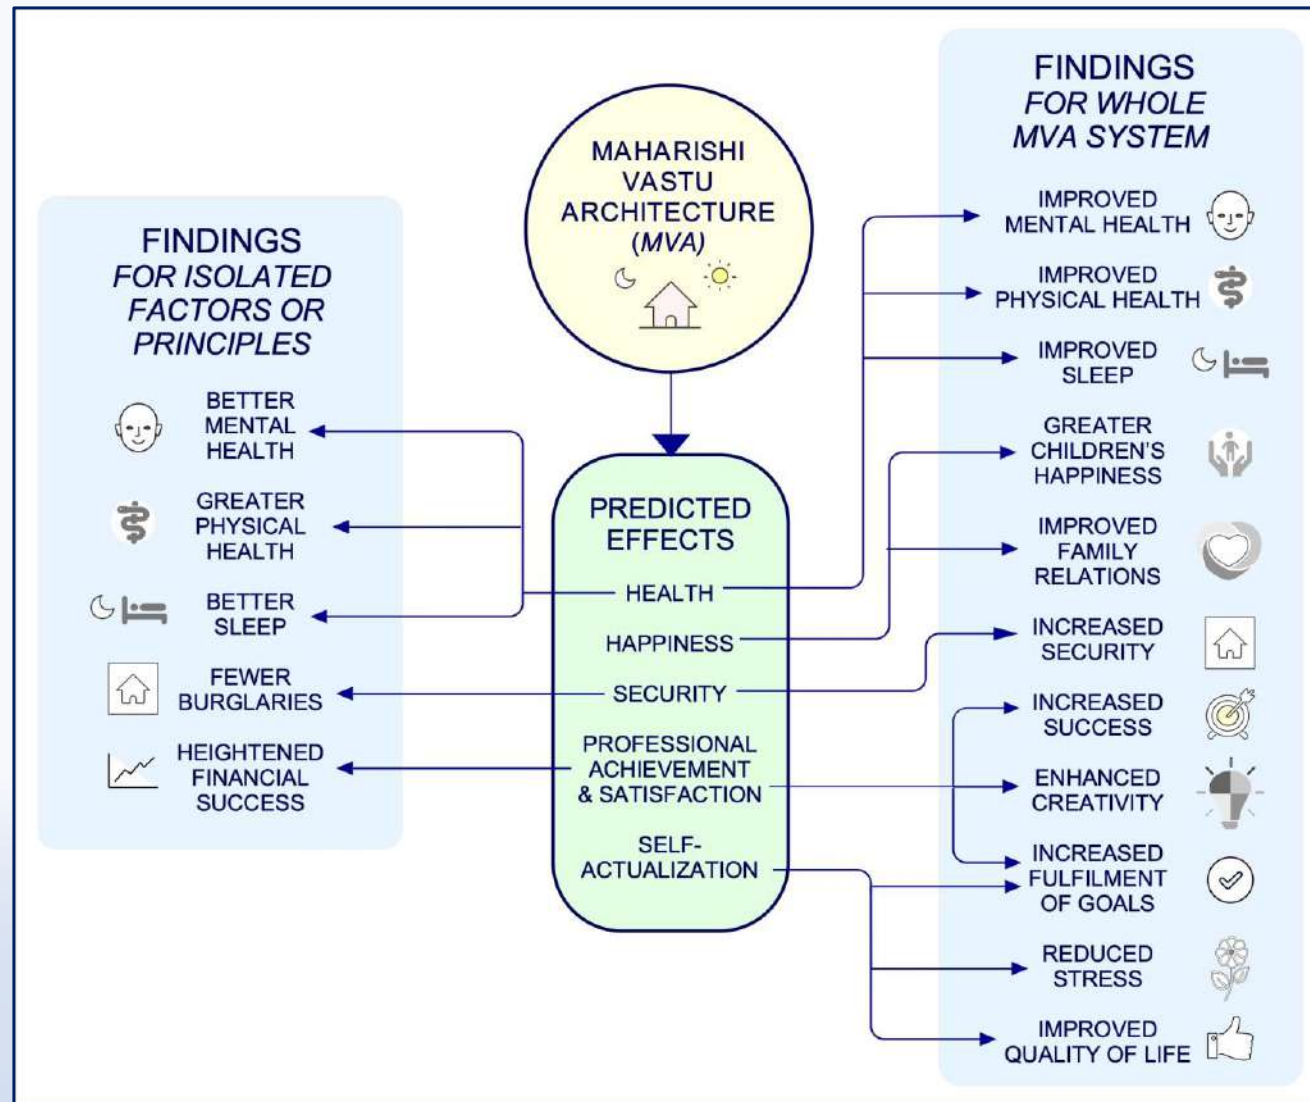 MAHARISHI
VASTU
ARCHITECTURE
(MVA)
FINDINGS
FOR ISOLATED
FACTORS OR
PRINCIPLES
BETTER
MENTAL
HEALTH
GREATER
PHYSICAL
HEALTH
BETTER
SLEEP
FEWER
BURGLARIES
HEIGHTENED
FINANCIAL
SUCCESS
PREDICTED
EFFECTS
HEALTH
HAPPINESS
SECURITY
PROFESSIONAL
ACHIEVEMENT
& SATISFACTION
SELF-
ACTUALIZATION
FINDINGS
FOR WHOLE
MVA SYSTEM
IMPROVED
MENTAL HEALTH
IMPROVED
PHYSICAL HEALTH
IMPROVED
SLEEP
GREATER
CHILDREN'S
HAPPINESS
IMPROVED
FAMILY
RELATIONS
INCREASED
SECURITY
INCREASED
SUCCESS
ENHANCED
CREATIVITY
INCREASED
FULFILMENT
OF GOALS
REDUCED
STRESS
IMPROVED
QUALITY OF LIFE